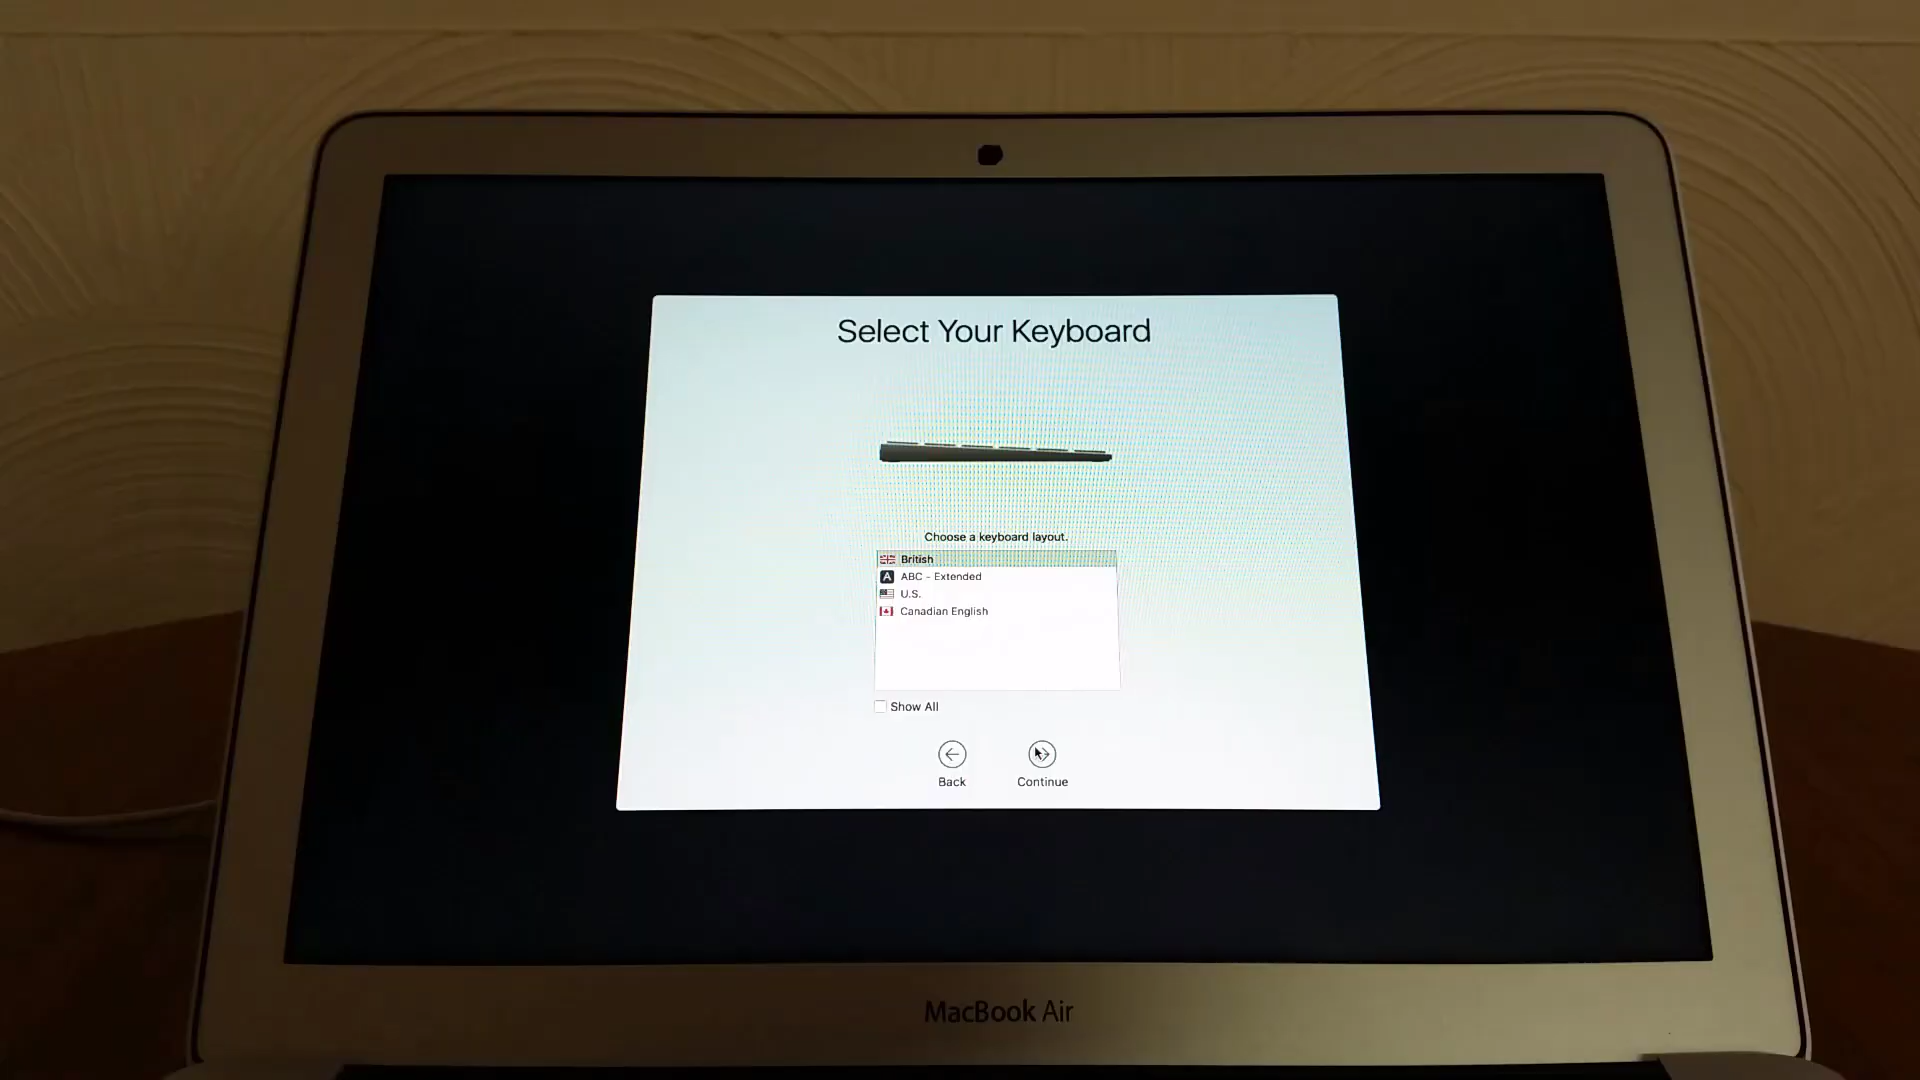 Select Your Keyboard
Choose a keyboard layout.
British
A ABC - Extended
U.S.
Canadian English
Show All
Back
Continue
MacBook Air